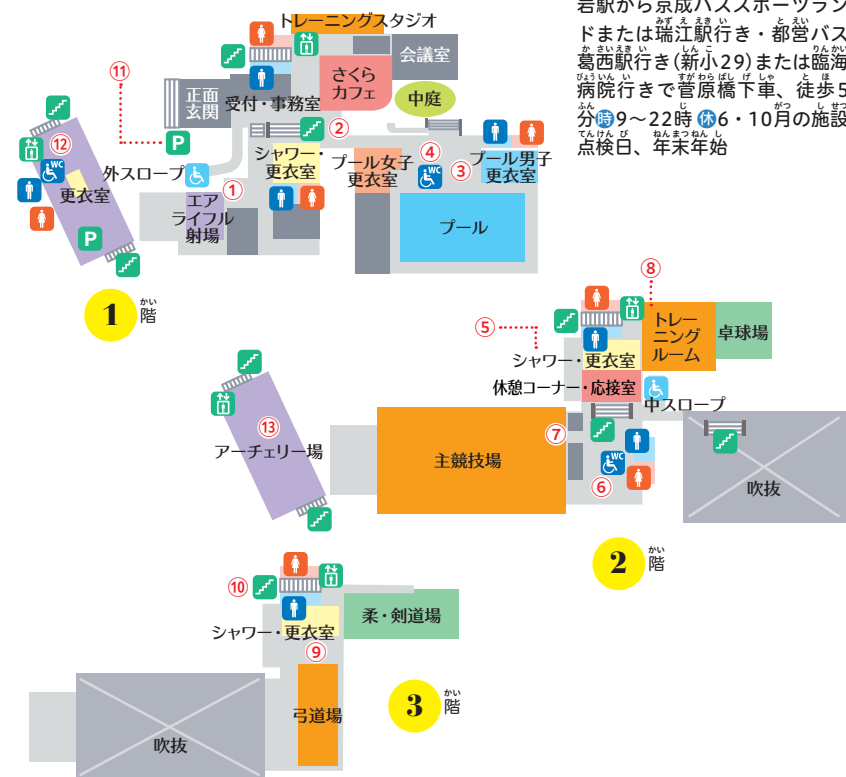 岩駅から京成バススポーツラン
ドまたは瑞江駅行き・都営バス
葛西駅行き(新小29)または臨海
病院行きで菅原橋下車、徒歩5
分 時9〜22時 休6・10月の施設
点検日、年末年始
トレーニングスタジオ
会議室
さくら
カフェ
中庭
⑪
正面
玄関
受付・事務室
P
②
⑫
外スロープ
シャワー・
更衣室
プール女子
更衣室
④
WC
③
プール男子
更衣室
WC
更衣室
①
エア
ライフル
射場
プール
P
1階
かい
⑧
⑤
トレー
ニング
ルーム
卓球場
シャワー・更衣室
休憩コーナー・応接室
中スロープ
⑬
アーチェリー場
主競技場
⑦
WC
⑥
吹抜
2階
かい
⑩
柔・剣道場
シャワー・更衣室
⑨
弓道場
吹抜
3階
かい